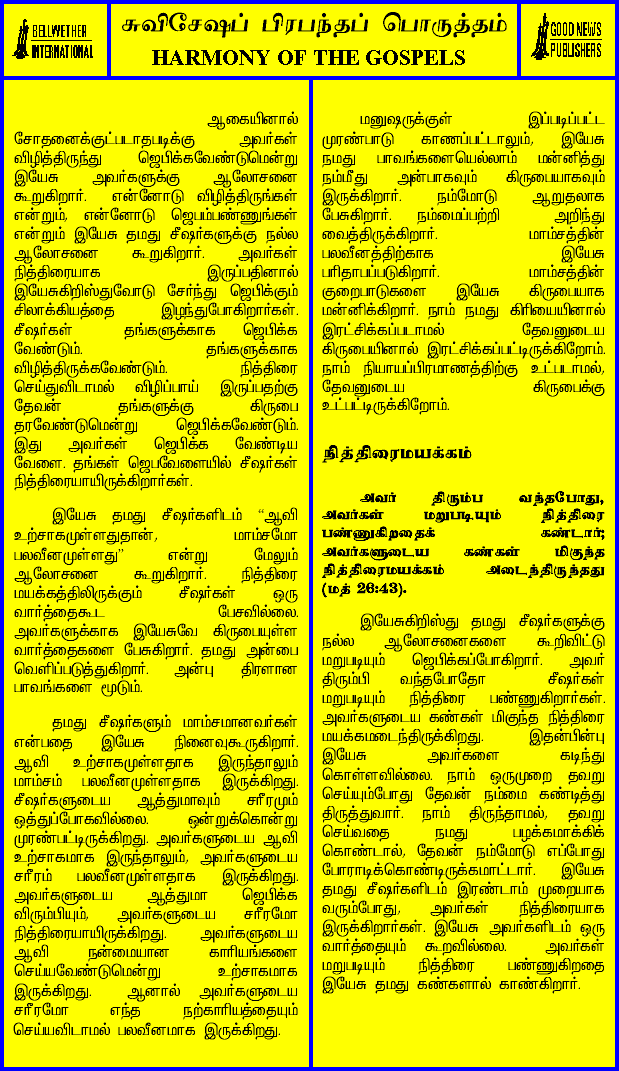 BELLWETHER
INTERNATIONAL
சுவிசேஷப் பிரபந்தப் பொருத்தம்
HARMONY OF THE GOSPELS
GOOD NEWS
PUBLISHERS
ஆகையினால்
சோதனைக்குட்படாதபடிக்கு அவர்கள்
விழித்திருந்து ஜெபிக்கவேண்டுமென்று
இயேசு அவர்களுக்கு ஆலோசனை
கூறுகிறார். என்னோடு விழித்திருங்கள்
என்றும், என்னோடு ஜெபம்பண்ணுங்கள்
என்றும் இயேசு தமது சீஷர்களுக்கு நல்ல
ஆலோசனை கூறுகிறார். அவர்கள்
நித்திரையாக இருப்பதினால்
இயேசுகிறிஸ்துவோடு சேர்ந்து ஜெபிக்கும்
சிலாக்கியத்தை இழந்துபோகிறார்கள்.
சீஷர்கள் தங்களுக்காக ஜெபிக்க
வேண்டும். தங்களுக்காக
விழித்திருக்கவேண்டும். நித்திரை
செய்துவிடாமல் விழிப்பாய் இருப்பதற்கு
தேவன் தங்களுக்கு கிருபை
தரவேண்டுமென்று ஜெபிக்கவேண்டும்.
இது அவர்கள் ஜெபிக்க வேண்டிய
வேளை. தங்கள் ஜெபவேளையில் சீஷர்கள்
நித்திரையாயிருக்கிறார்கள்.
இயேசு தமது சீஷர்களிடம் “ஆவி
உற்சாகமுள்ளதுதான், மாம்சமோ
பலவீனமுள்ளது” என்று மேலும்
ஆலோசனை கூறுகிறார். நித்திரை
மயக்கத்திலிருக்கும் சீஷர்கள் ஒரு
வார்த்தைகூட பேசவில்லை.
அவர்களுக்காக இயேசுவே கிருபையுள்ள
வார்த்தைகளை பேசுகிறார். தமது அன்பை
வெளிப்படுத்துகிறார். அன்பு திரளான
பாவங்களை மூடும்.
தமது சீஷர்களும் மாம்சமானவர்கள்
என்பதை இயேசு நினைவுகூருகிறார்.
ஆவி உற்சாகமுள்ளதாக இருந்தாலும்
மாம்சம் பலவீனமுள்ளதாக இருக்கிறது.
சீஷர்களுடைய ஆத்துமாவும் சரீரமும்
ஒத்துப்போகவில்லை. ஒன்றுக்கொன்று
முரண்பட்டிருக்கிறது. அவர்களுடைய ஆவி
உற்சாகமாக இருந்தாலும், அவர்களுடைய
சரீரம் பலவீனமுள்ளதாக இருக்கிறது.
அவர்களுடைய ஆத்துமா ஜெபிக்க
விரும்பியும், அவர்களுடைய சரீரமோ
நித்திரையாயிருக்கிறது. அவர்களுடைய
ஆவி நன்மையான காரியங்களை
செய்யவேண்டுமென்று உற்சாகமாக
இருக்கிறது. ஆனால் அவர்களுடைய
சரீரமோ எந்த நற்காரியத்தையும்
செய்யவிடாமல் பலவீனமாக இருக்கிறது.
மனுஷருக்குள் இப்படிப்பட்ட
முரண்பாடு காணப்பட்டாலும், இயேசு
நமது பாவங்களையெல்லாம் மன்னித்து
நம்மீது அன்பாகவும் கிருபையாகவும்
இருக்கிறார். நம்மோடு ஆறுதலாக
பேசுகிறார். நம்மைப்பற்றி அறிந்து
வைத்திருக்கிறார். மாம்சத்தின்
பலவீனத்திற்காக இயேசு
பரிதாபப்படுகிறார். மாம்சத்தின்
குறைபாடுகளை இயேசு கிருபையாக
மன்னிக்கிறார். நாம் நமது கிரியையினால்
இரட்சிக்கப்படாமல் தேவனுடைய
கிருபையினால் இரட்சிக்கப்பட்டிருக்கிறோம்.
நாம் நியாயப்பிரமாணத்திற்கு உட்படாமல்,
தேவனுடைய கிருபைக்கு
உட்பட்டிருக்கிறோம்.
நித்திரைமயக்கம்
அவர் திரும்ப வந்தபோது,
அவர்கள் மறுபடியும் நித்திரை
பண்ணுகிறதைக் கண்டார்;
அவர்களுடைய கண்கள் மிகுந்த
நித்திரைமயக்கம் அடைந்திருந்தது
(மத் 26:43).
இயேசுகிறிஸ்து தமது சீஷர்களுக்கு
நல்ல ஆலோசனைகளை கூறிவிட்டு
மறுபடியும் ஜெபிக்கப்போகிறார். அவர்
திரும்பி வந்தபோதோ சீஷர்கள்
மறுபடியும் நித்திரை பண்ணுகிறார்கள்.
அவர்களுடைய கண்கள் மிகுந்த நித்திரை
மயக்கமடைந்திருக்கிறது. இதன்பின்பு
இயேசு அவர்களை கடிந்து
கொள்ளவில்லை. நாம் ஒருமுறை தவறு
செய்யும்போது தேவன் நம்மை கண்டித்து
திருத்துவார். நாம் திருந்தாமல், தவறு
செய்வதை நமது பழக்கமாக்கிக்
கொண்டால், தேவன் நம்மோடு எப்போது
போராடிக்கொண்டிருக்கமாட்டார். இயேசு
தமது சீஷர்களிடம் இரண்டாம் முறையாக
வரும்போது, அவர்கள் நித்திரையாக
இருக்கிறார்கள். இயேசு அவர்களிடம் ஒரு
வார்த்தையும் கூறவில்லை. அவர்கள்
மறுபடியும் நித்திரை பண்ணுகிறதை
இயேசு தமது கண்களால் காண்கிறார்.